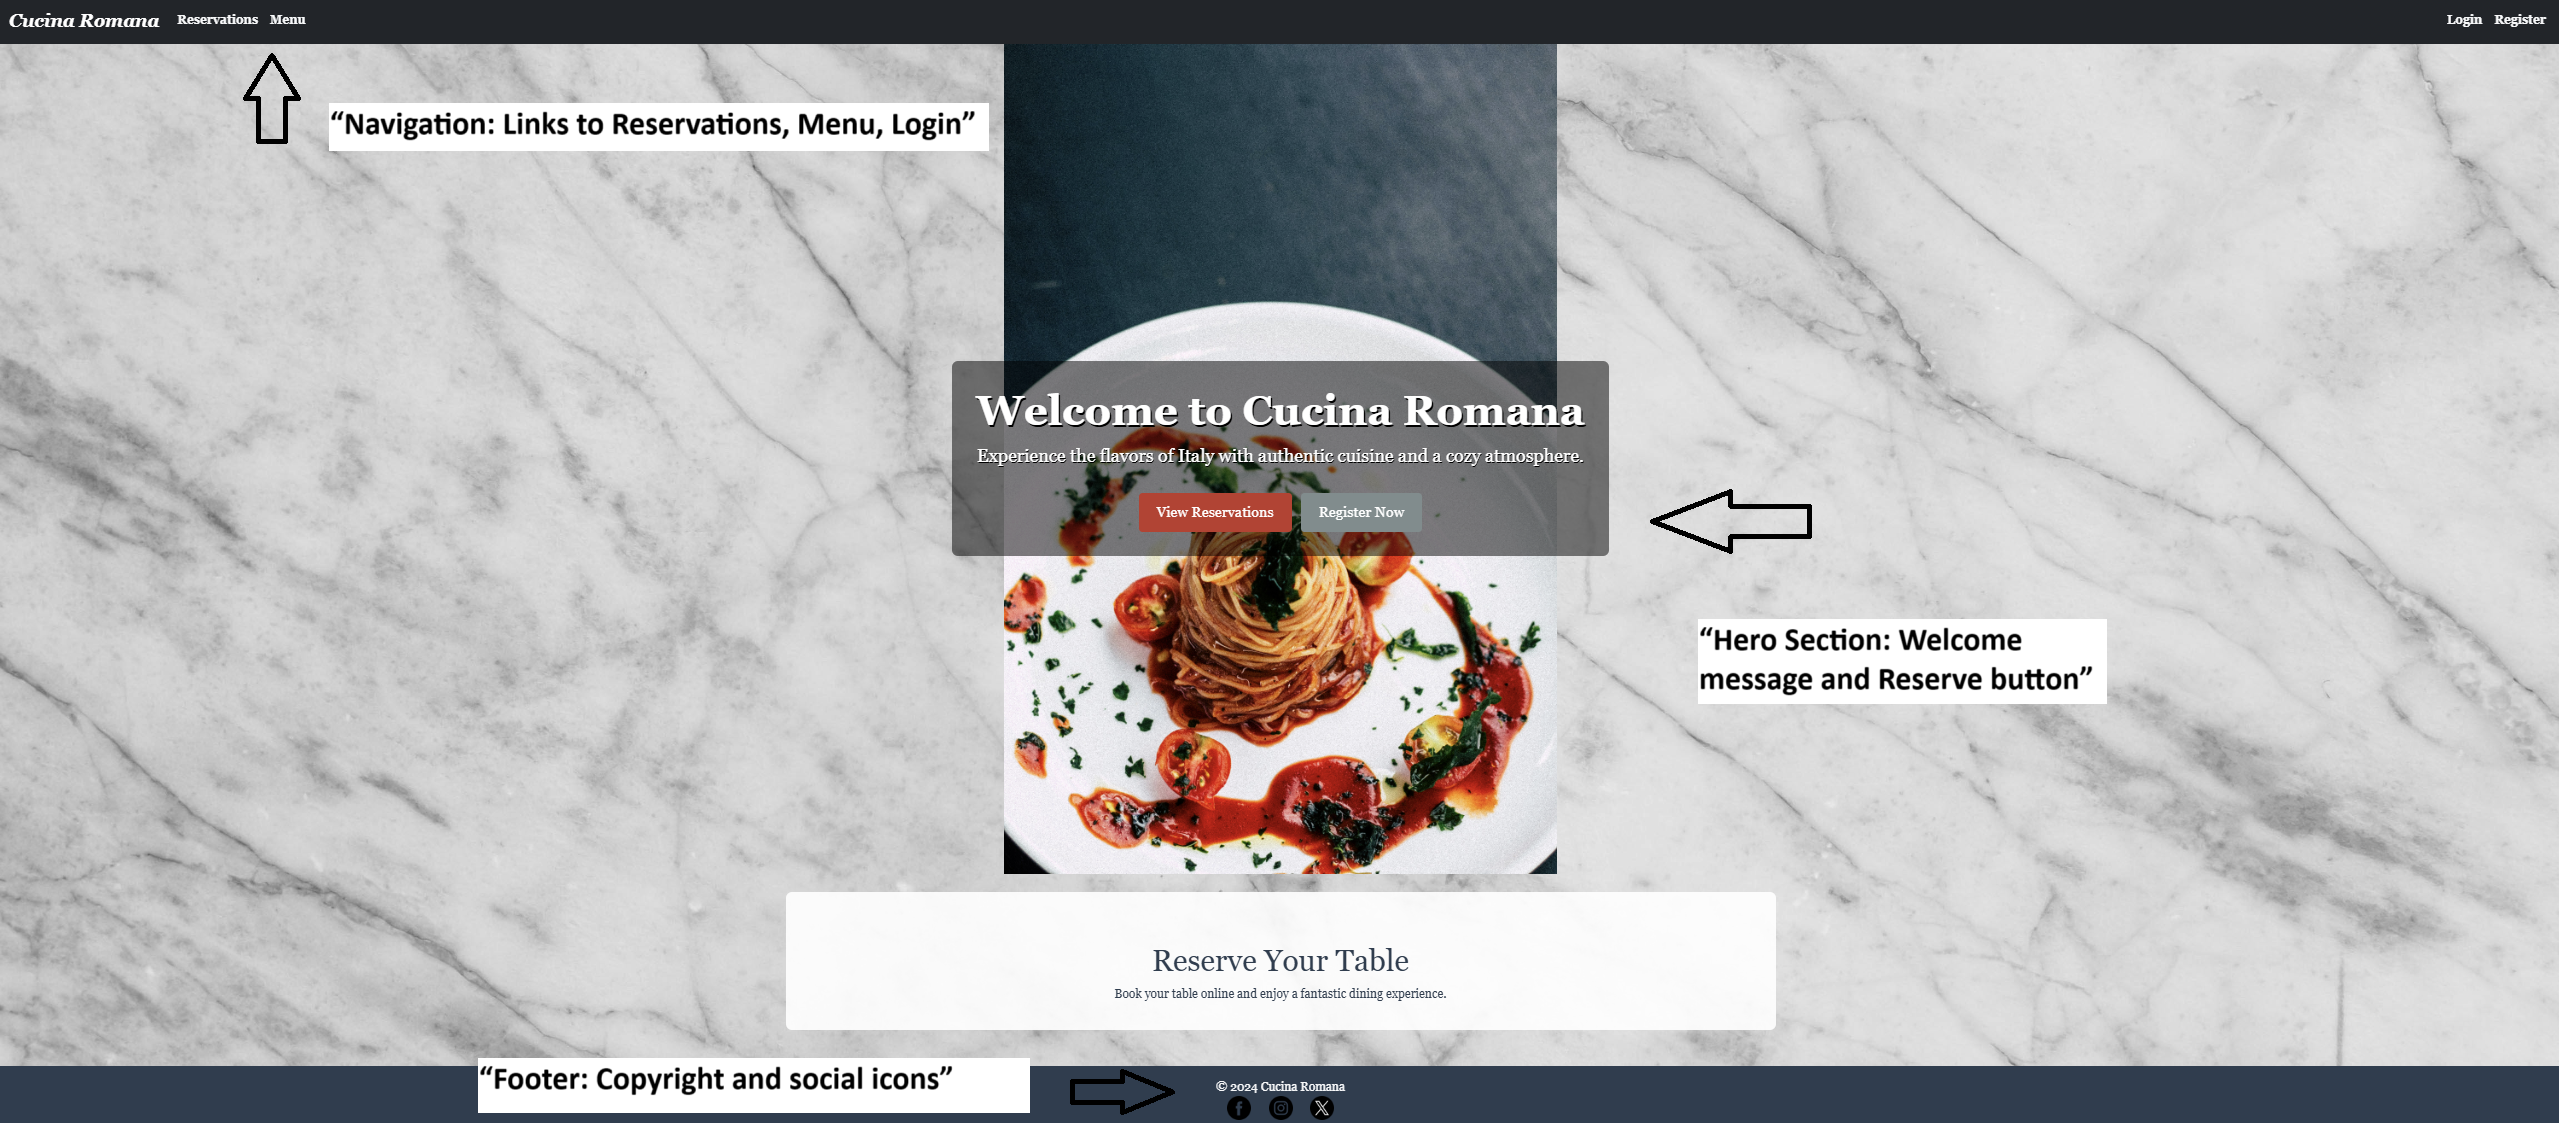 Cucina Romana Reservations Menu Login Register
“Navigation: Links to Reservations, Menu, Login”
Welcome to Cucina Romana
Experience the flavors of Italy with authentic cuisine and a cozy atmosphere.
View Reservations Register Now
“Hero Section: Welcome
message and Reserve button”
Reserve Your Table
Book your table online and enjoy a fantastic dining experience.
“Footer: Copyright and social icons”
© 2024 Cucina Romana